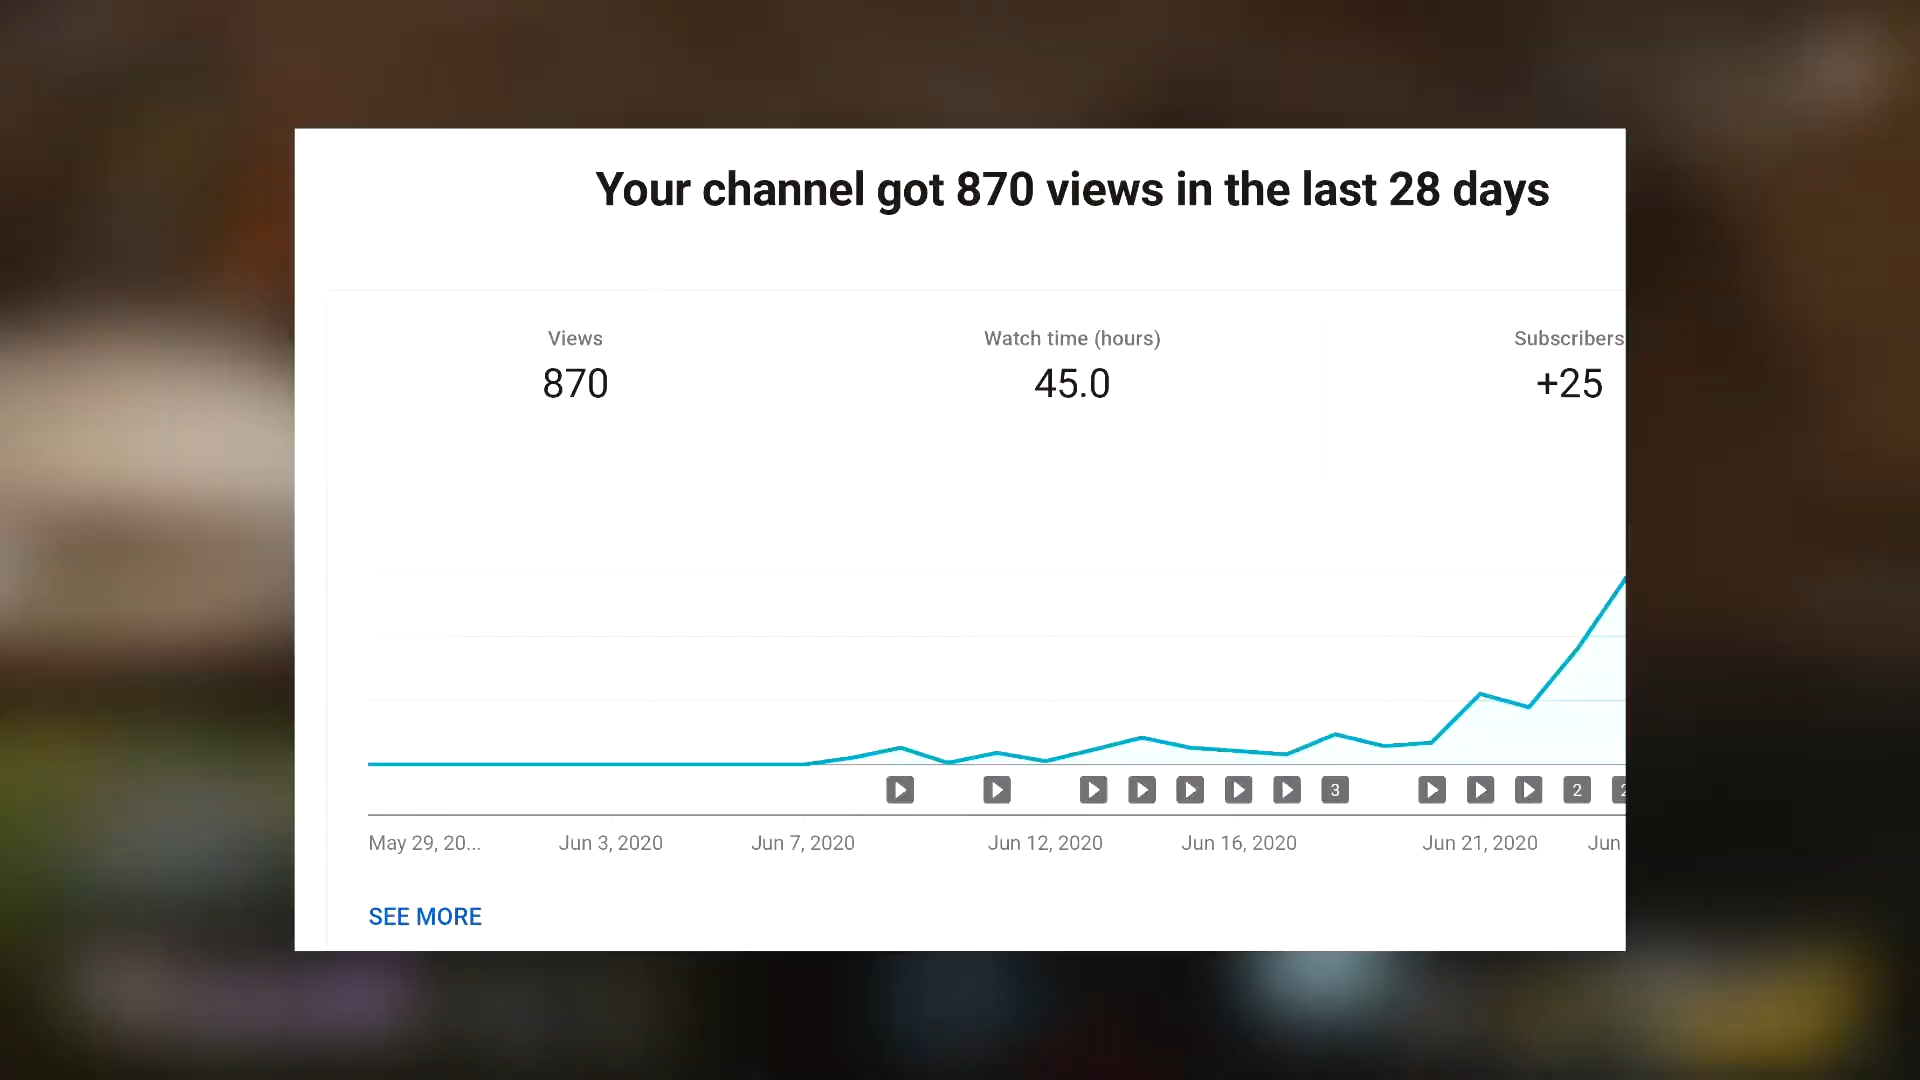 Your channel got 870 views in the last 28 days
Views
870
Watch time (hours)
45.0
Subscribers
+25
3
2
2
May 29, 20...
Jun 3, 2020
Jun 7, 2020
Jun 12, 2020
Jun 16, 2020
Jun 21, 2020
Jun
SEE MORE